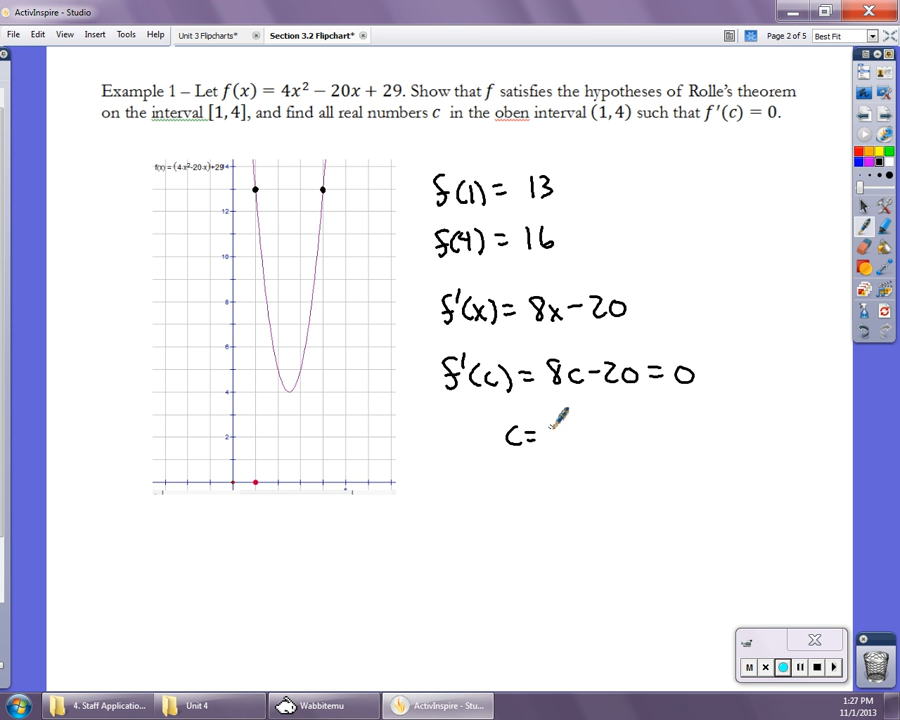 ActivInspire - Studio
File Edit View Insert Tools Help
Unit 3 Flipcharts*
Section 3.2 Flipchart*
Page 2 of 5
Best Fit
Example 1 – Let f(x) = 4x² − 20x + 29. Show that f satisfies the hypotheses of Rolle's theorem
on the interval [1, 4], and find all real numbers c in the oben interval (1, 4) such that f'(c) = 0.
f(x) = (4·x²-20·x)+29
14
12
10
8
6
4
2
f(1) = 13
f(4) = 16
f'(x) = 8x-20
f'(c) = 8c-20 = 0
c=
M
4. Staff Applicatio...
Unit 4
Wabbitemu
ActivInspire - Stu...
1:27 PM
11/1/2013